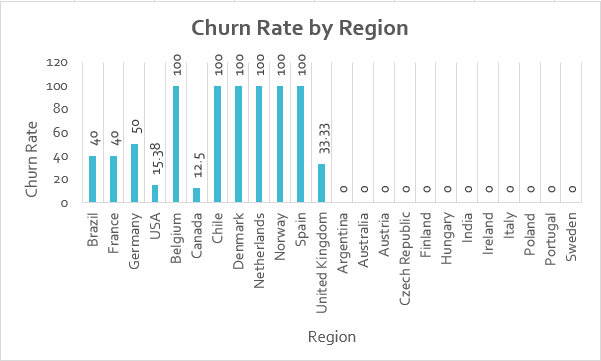 Churn Rate by Region
Churn Rate
120
100
80
60
40
20
0
40
40
50
15.38
100
12.5
100
100
100
100
100
33.33
0
0
0
0
0
0
0
0
0
0
0
0
Brazil
France
Germany
USA
Belgium
Canada
Chile
Denmark
Netherlands
Norway
Spain
United Kingdom
Argentina
Australia
Austria
Czech Republic
Finland
Hungary
India
Ireland
Italy
Poland
Portugal
Sweden
Region